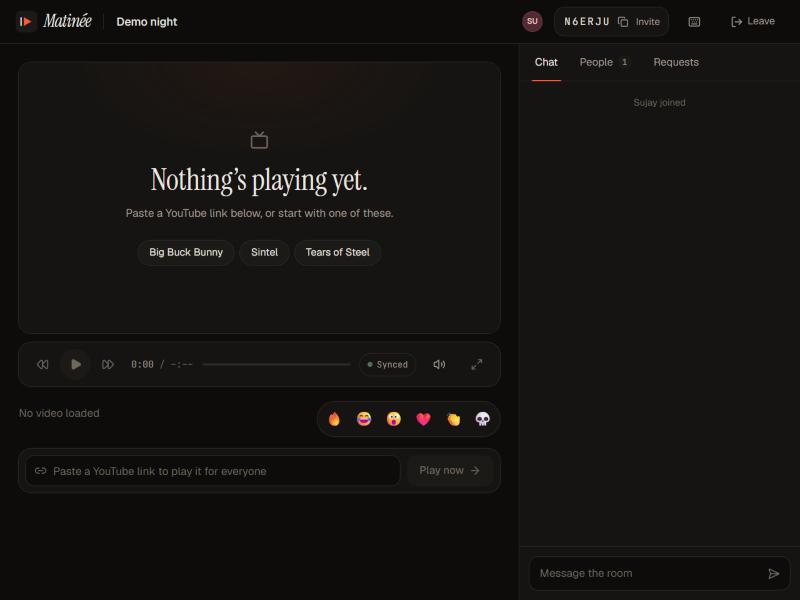 Matinée
Demo night
SU
N6ERJU
Invite
Leave
Nothing's playing yet.
Paste a YouTube link below, or start with one of these.
Big Buck Bunny
Sintel
Tears of Steel
0:00 / –:––
Synced
No video loaded
Paste a YouTube link to play it for everyone
Play now
Chat
People 1
Requests
Sujay joined
Message the room